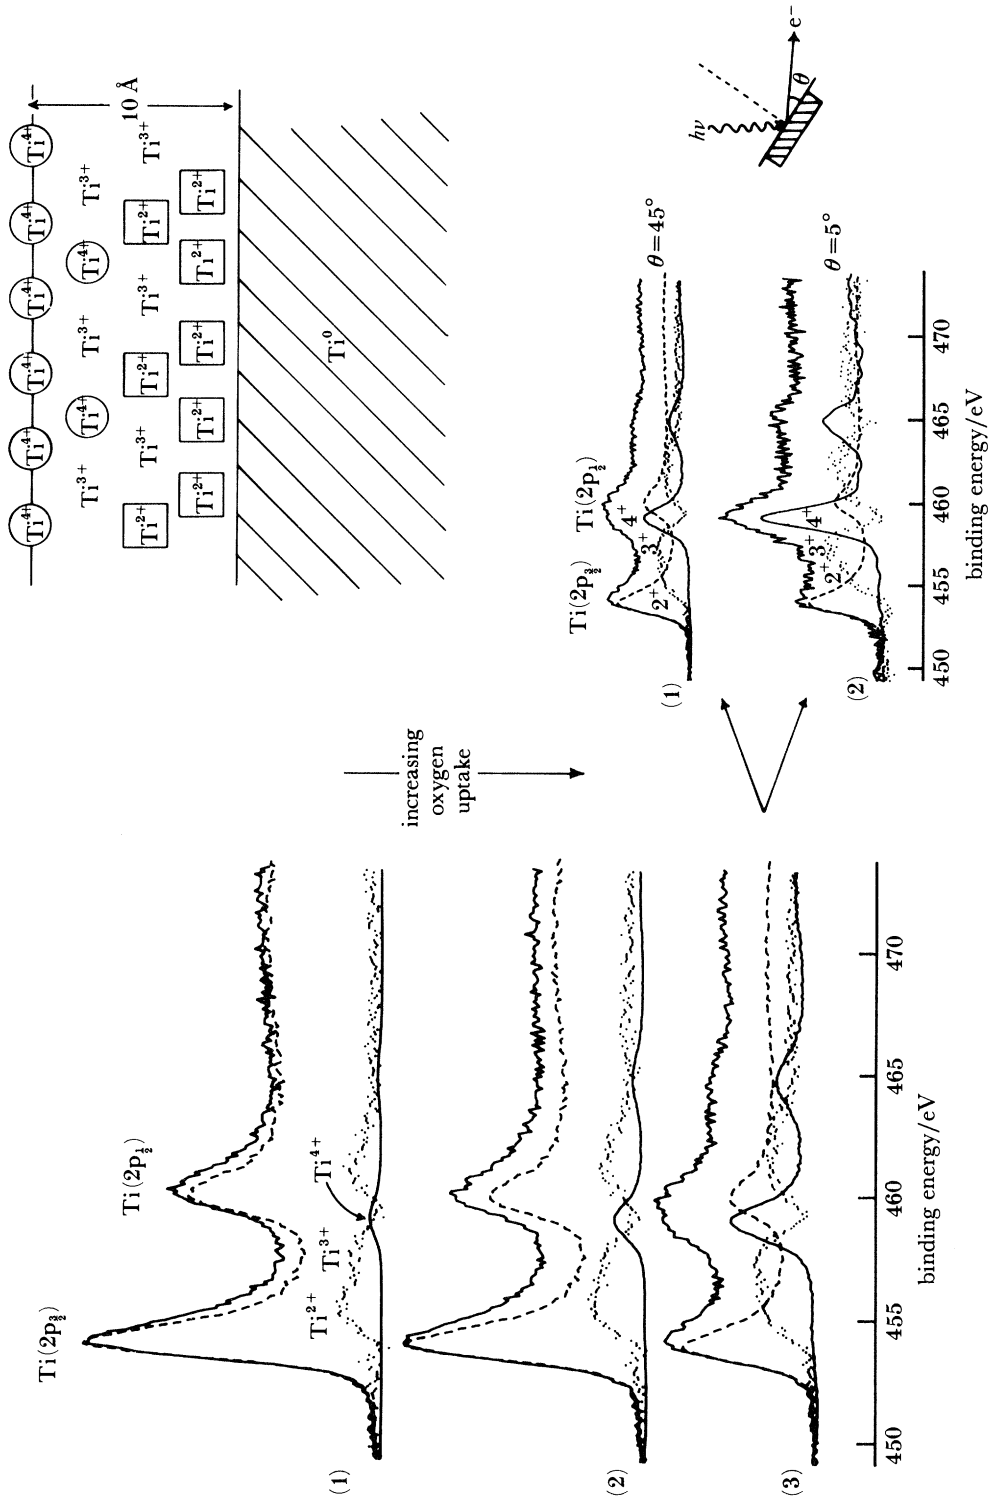 Ti(2p3/2)
Ti(2p1/2)
Ti2+
Ti3+
Ti4+
(1)
(2)
(3)
450 455 460 465 470
binding energy/eV
increasing
oxygen
uptake
Ti4+ Ti4+ Ti4+ Ti4+ Ti4+ Ti4+
Ti3+ Ti4+ Ti3+ Ti4+ Ti3+
Ti2+ Ti3+ Ti2+ Ti3+ Ti2+ Ti3+
Ti2+ Ti2+ Ti2+ Ti2+ Ti2+
10 Å
Ti0
Ti(2p3/2) Ti(2p1/2)
2+ 3+ 4+
θ=45°
(1)
2+ 3+ 4+
θ=5°
(2)
450 455 460 465 470
binding energy/eV
hν
θ
e−